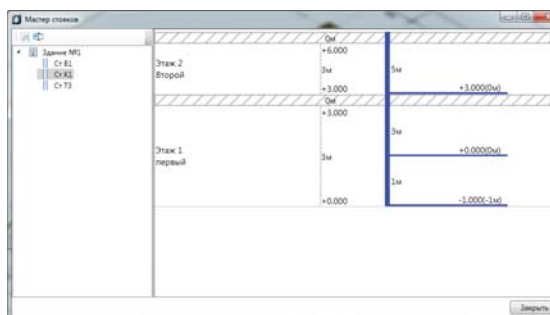 Мастер стояков
Здание №1
Ст В1
Ст К1
Ст Т3
0м
+6.000
Этаж 2
Второй
3м
5м
+3.000
+3.000(0м)
0м
+3.000
3м
Этаж 1
первый
3м
+0.000(0м)
1м
+0.000
-1.000(-1м)
Закрыть